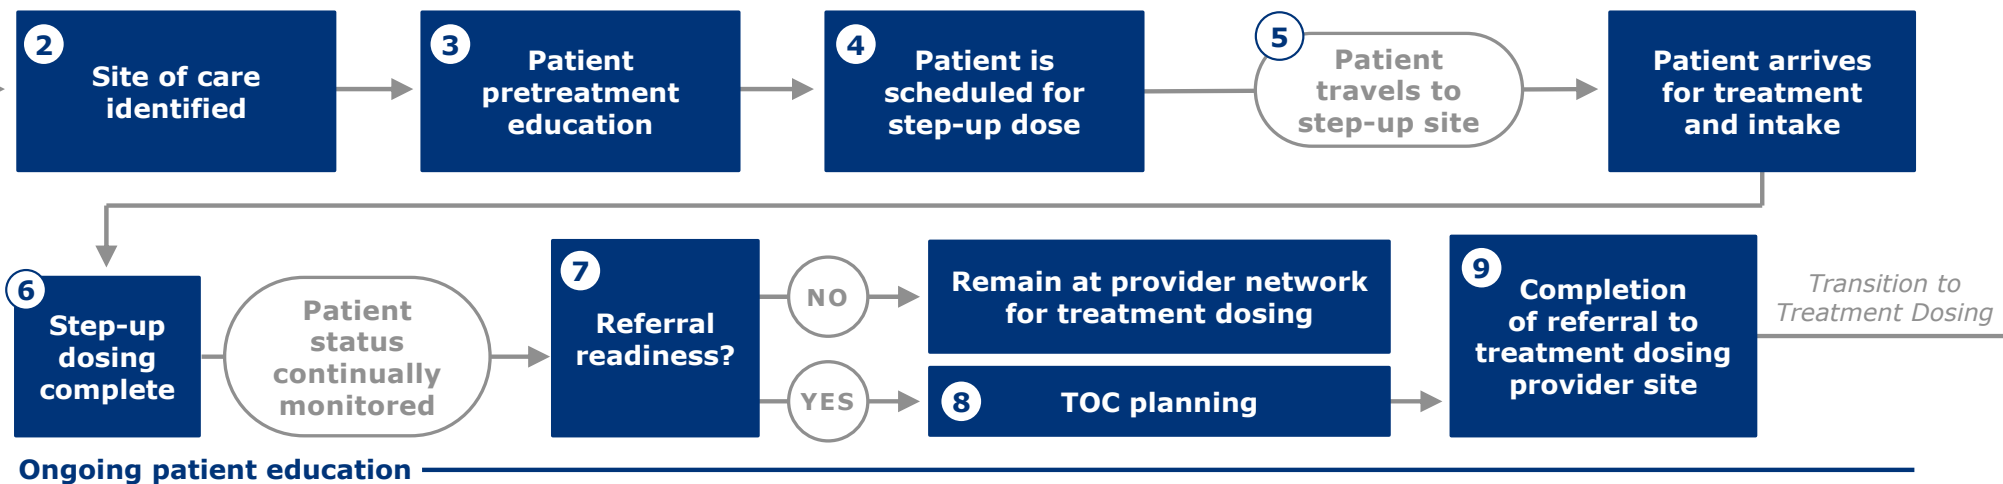 2
Site of care
identified
3
Patient
pretreatment
education
4
Patient is
scheduled for
step-up dose
5
Patient
travels to
step-up site
Patient arrives
for treatment
and intake
6
Step-up
dosing
complete
Patient
status
continually
monitored
7
Referral
readiness?
NO
Remain at provider network
for treatment dosing
YES
8
TOC planning
9
Completion
of referral to
treatment dosing
provider site
Transition to
Treatment Dosing
Ongoing patient education